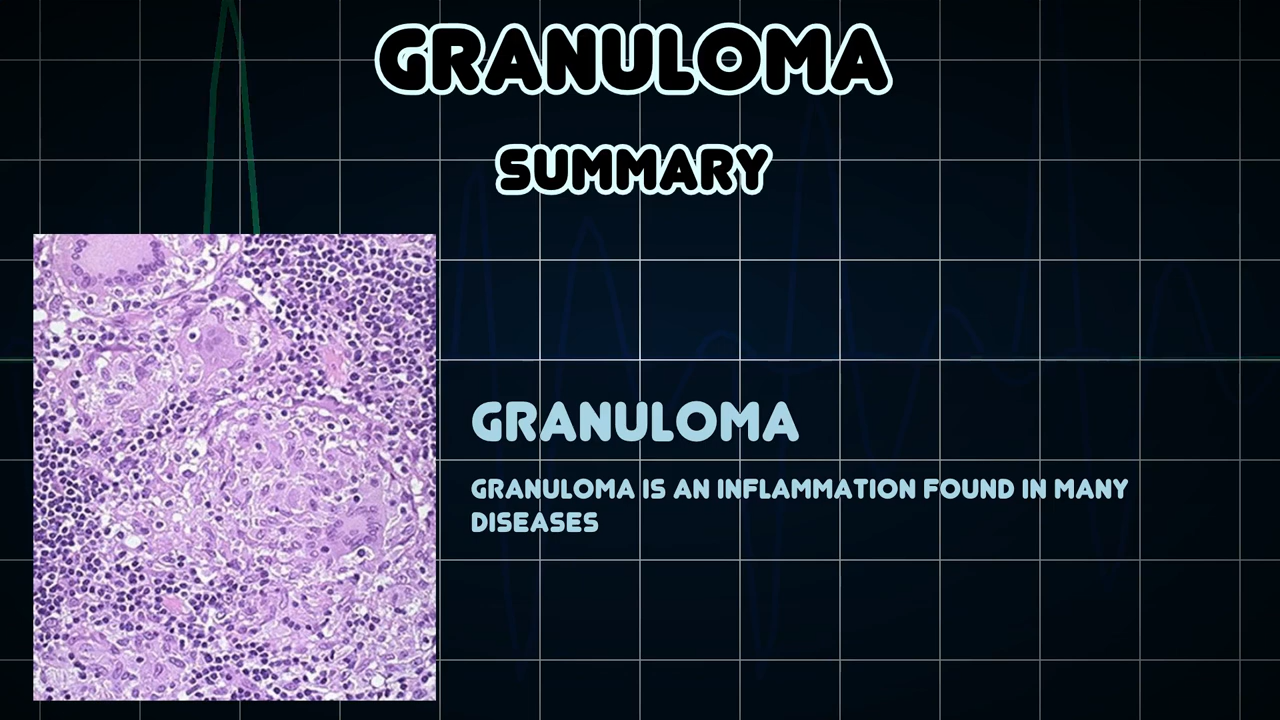 GRANULOMA
SUMMARY
GRANULOMA
GRANULOMA IS AN INFLAMMATION FOUND IN MANY
DISEASES